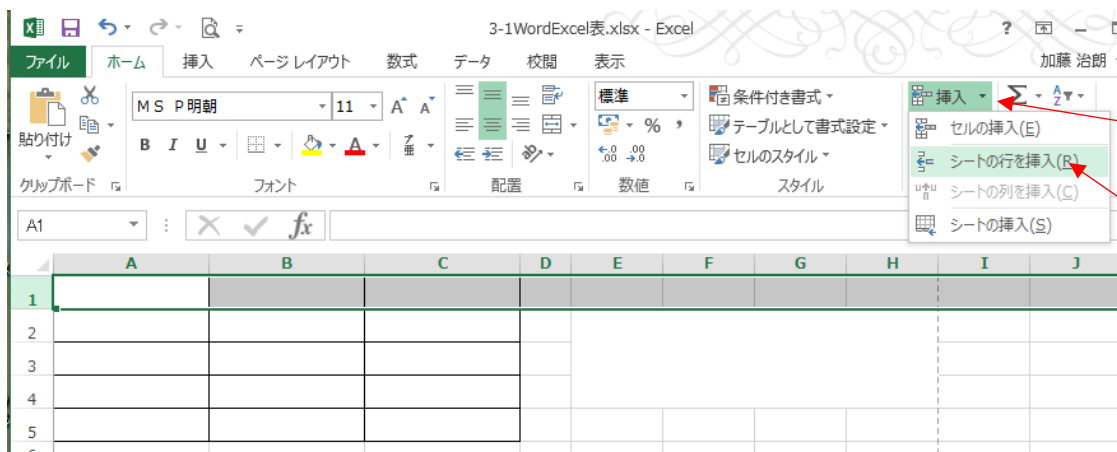 3-1WordExcel表.xlsx - Excel
?
ファイル ホーム 挿入 ページ レイアウト 数式 データ 校閲 表示 加藤 治朗
貼り付け
ＭＳ Ｐ明朝 11 A A
B I U A ア亜
標準
% ,
←.0 .00 .00 →.0
条件付き書式
テーブルとして書式設定
セルのスタイル
挿入 Σ A Z
セルの挿入(E)
シートの行を挿入(R)
シートの列を挿入(C)
シートの挿入(S)
クリップボード フォント 配置 数値 スタイル
A1 fx
A B C D E F G H I J
1
2
3
4
5